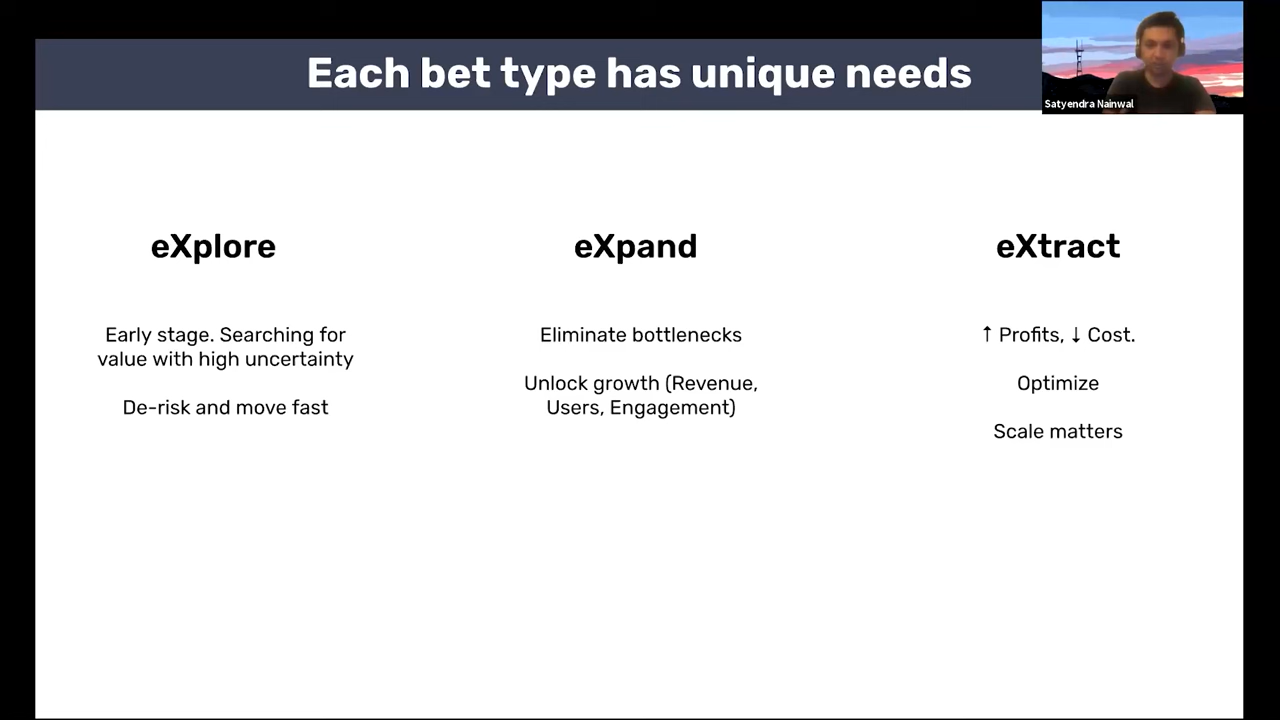 Each bet type has unique needs
Satyendra Nainwal
eXplore
Early stage. Searching for
value with high uncertainty
De-risk and move fast
eXpand
Eliminate bottlenecks
Unlock growth (Revenue,
Users, Engagement)
eXtract
↑ Profits, ↓ Cost.
Optimize
Scale matters